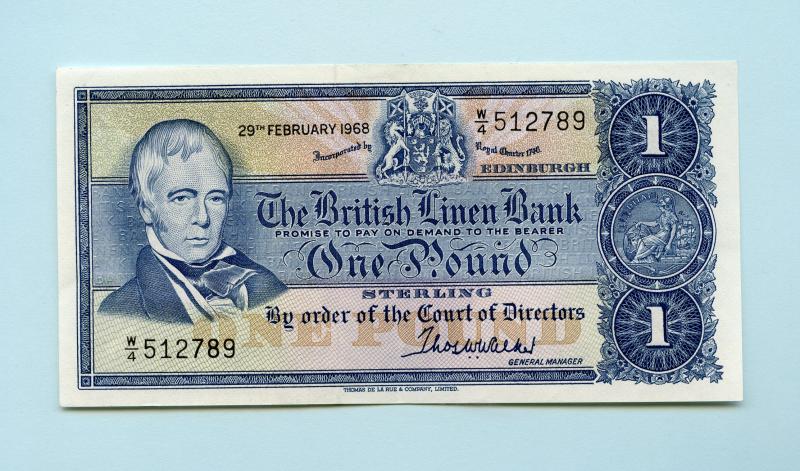 29TH FEBRUARY 1968
W/4 512789
Incorporated by Royal Charter 1746.
EDINBURGH
1
The British Linen Bank
PROMISE TO PAY ON DEMAND TO THE BEARER
One Pound
STERLING
By order of the Court of Directors
ONE POUND
W/4 512789
GENERAL MANAGER
1
THOMAS DE LA RUE & COMPANY, LIMITED.